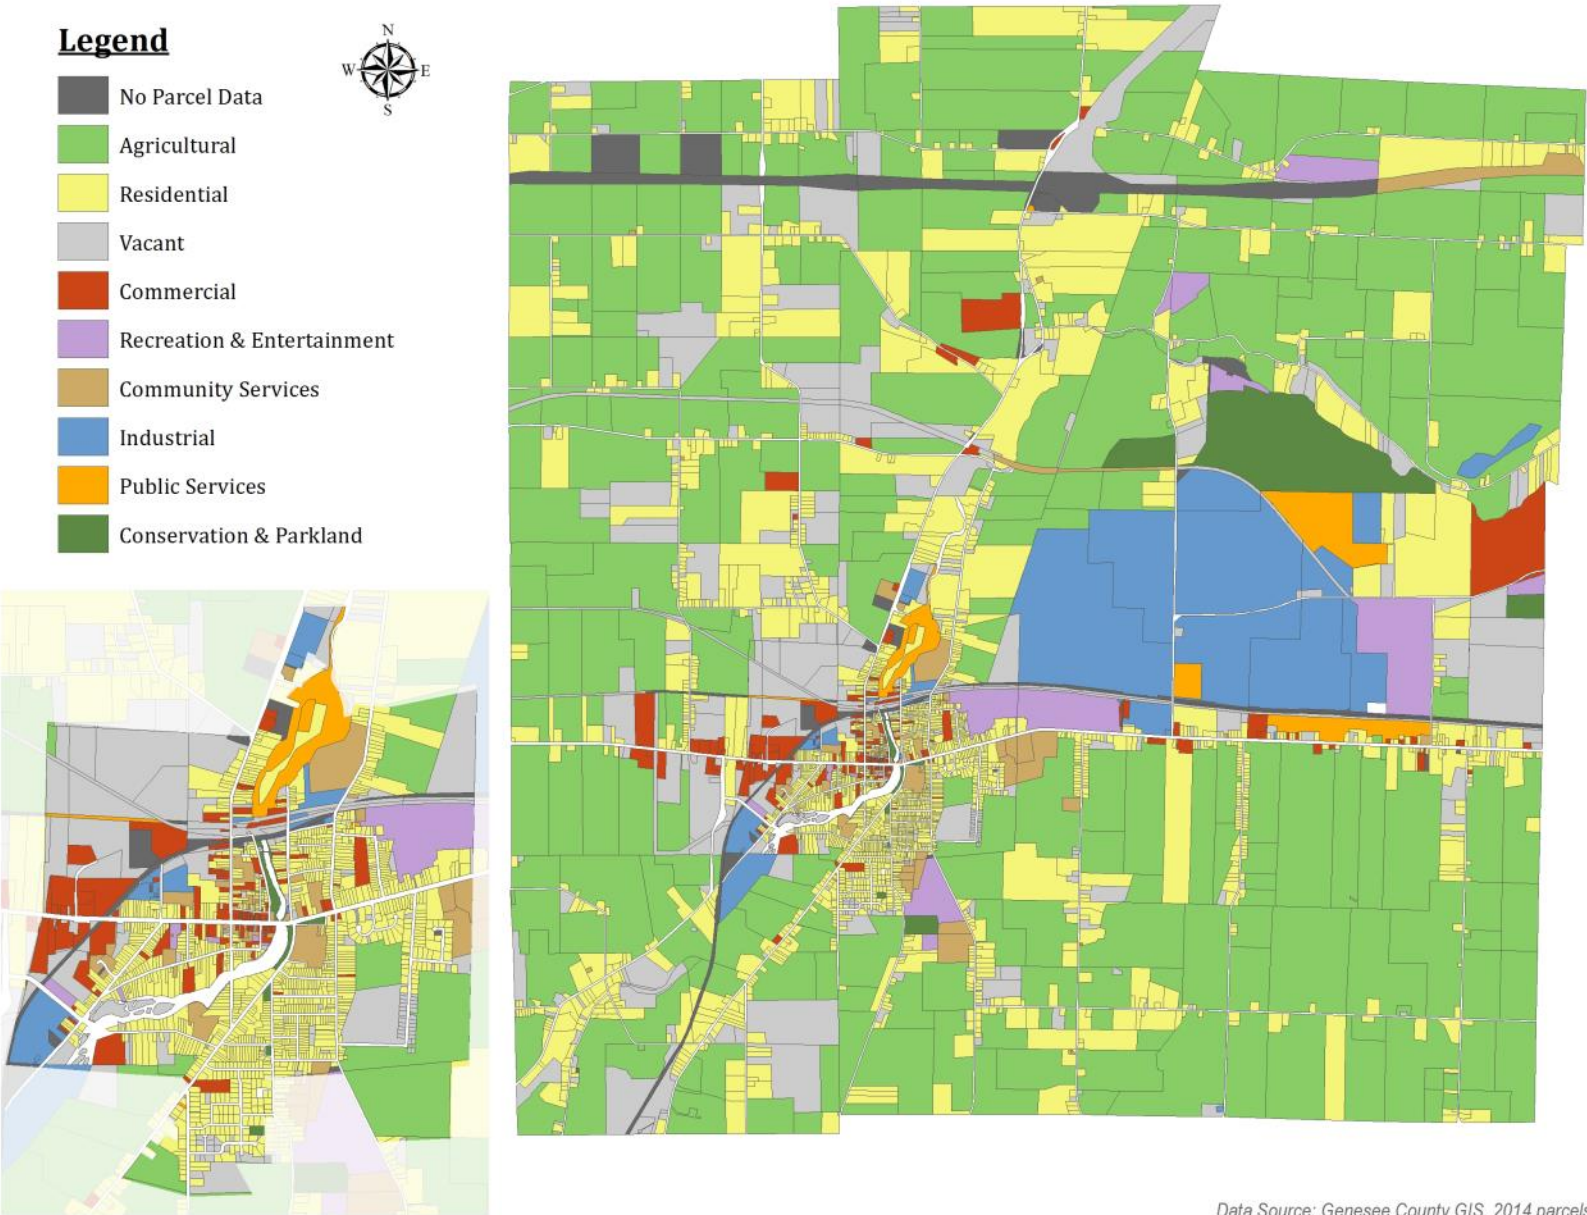 Legend
N
W E
S
No Parcel Data
Agricultural
Residential
Vacant
Commercial
Recreation & Entertainment
Community Services
Industrial
Public Services
Conservation & Parkland
Data Source: Genesee County GIS, 2014 parcels